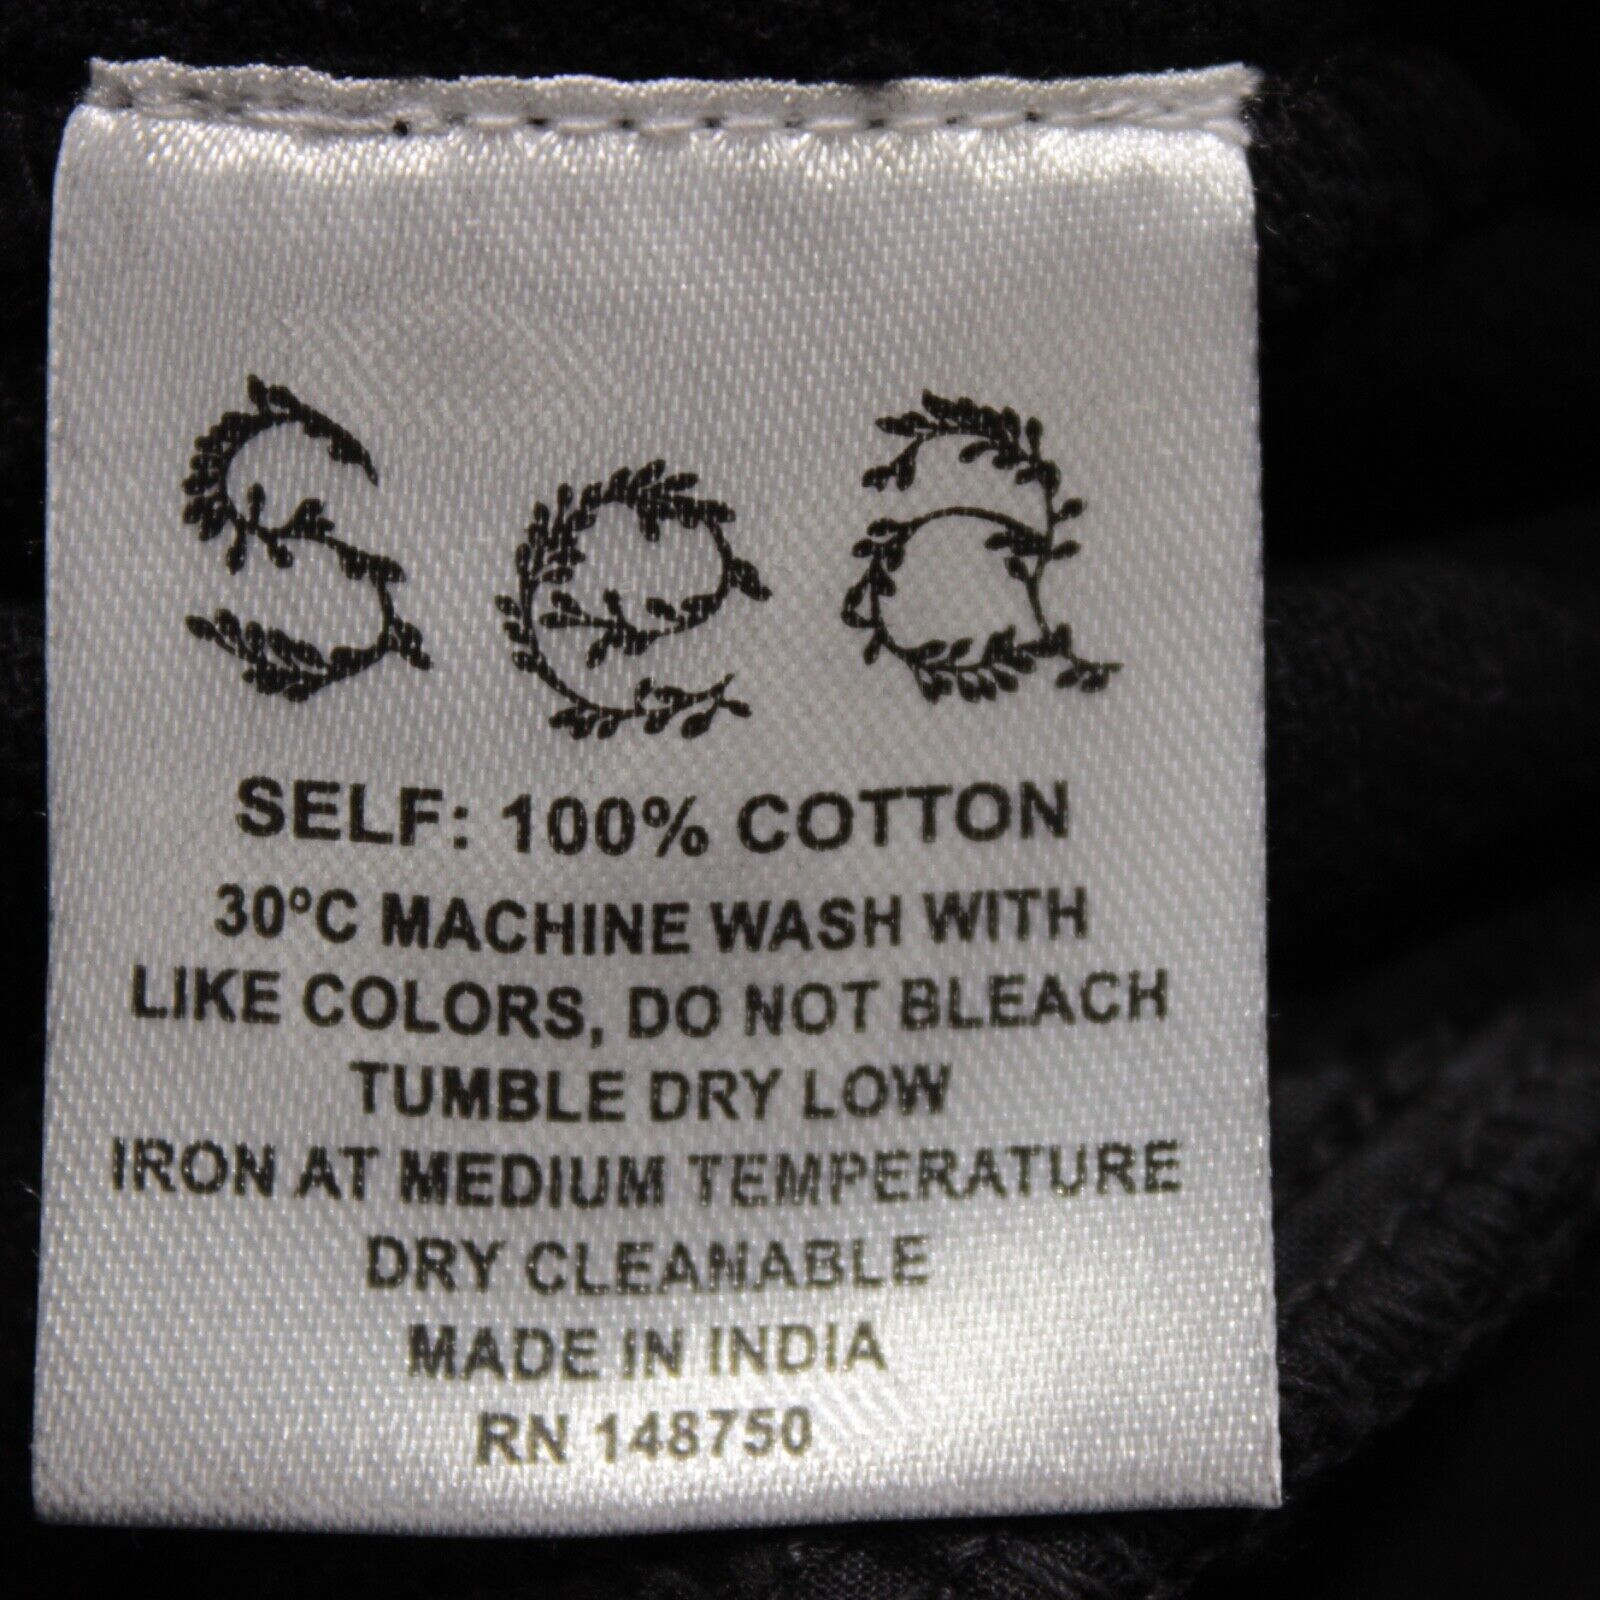 Sea
SELF: 100% COTTON
30°C MACHINE WASH WITH
LIKE COLORS, DO NOT BLEACH
TUMBLE DRY LOW
IRON AT MEDIUM TEMPERATURE
DRY CLEANABLE
MADE IN INDIA
RN 148750